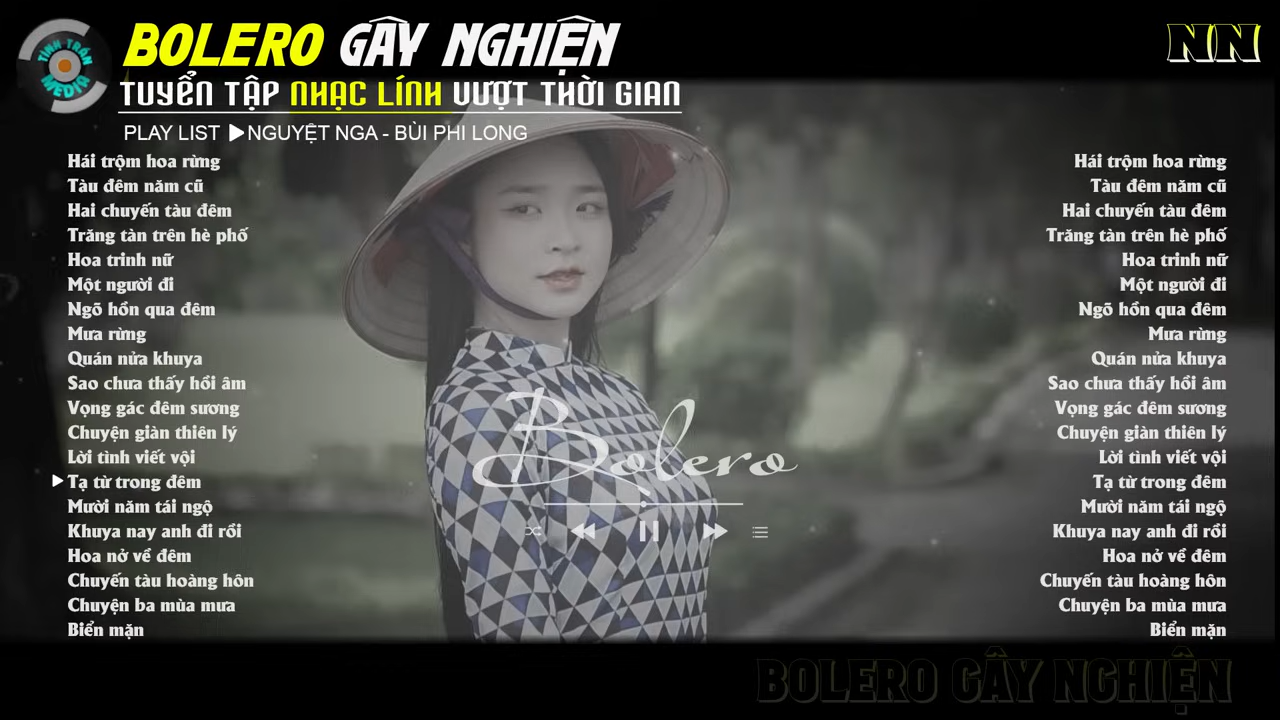 TÌNH TRẦN
MEDIA
BOLERO GÂY NGHIỆN
NN
TUYỂN TẬP NHẠC LÍNH VƯỢT THỜI GIAN
PLAY LIST ▶NGUYỆT NGA - BÙI PHI LONG
Hái trộm hoa rừng
Tàu đêm năm cũ
Hai chuyến tàu đêm
Trăng tàn trên hè phố
Hoa trinh nữ
Một người đi
Ngõ hồn qua đêm
Mưa rừng
Quán nửa khuya
Sao chưa thấy hồi âm
Vọng gác đêm sương
Chuyện giàn thiên lý
Lời tình viết vội
Tạ từ trong đêm
Mười năm tái ngộ
Khuya nay anh đi rồi
Hoa nở về đêm
Chuyến tàu hoàng hôn
Chuyện ba mùa mưa
Biển mặn
Bolero
Hái trộm hoa rừng
Tàu đêm năm cũ
Hai chuyến tàu đêm
Trăng tàn trên hè phố
Hoa trinh nữ
Một người đi
Ngõ hồn qua đêm
Mưa rừng
Quán nửa khuya
Sao chưa thấy hồi âm
Vọng gác đêm sương
Chuyện giàn thiên lý
Lời tình viết vội
Tạ từ trong đêm
Mười năm tái ngộ
Khuya nay anh đi rồi
Hoa nở về đêm
Chuyến tàu hoàng hôn
Chuyện ba mùa mưa
Biển mặn
BOLERO GÂY NGHIỆN